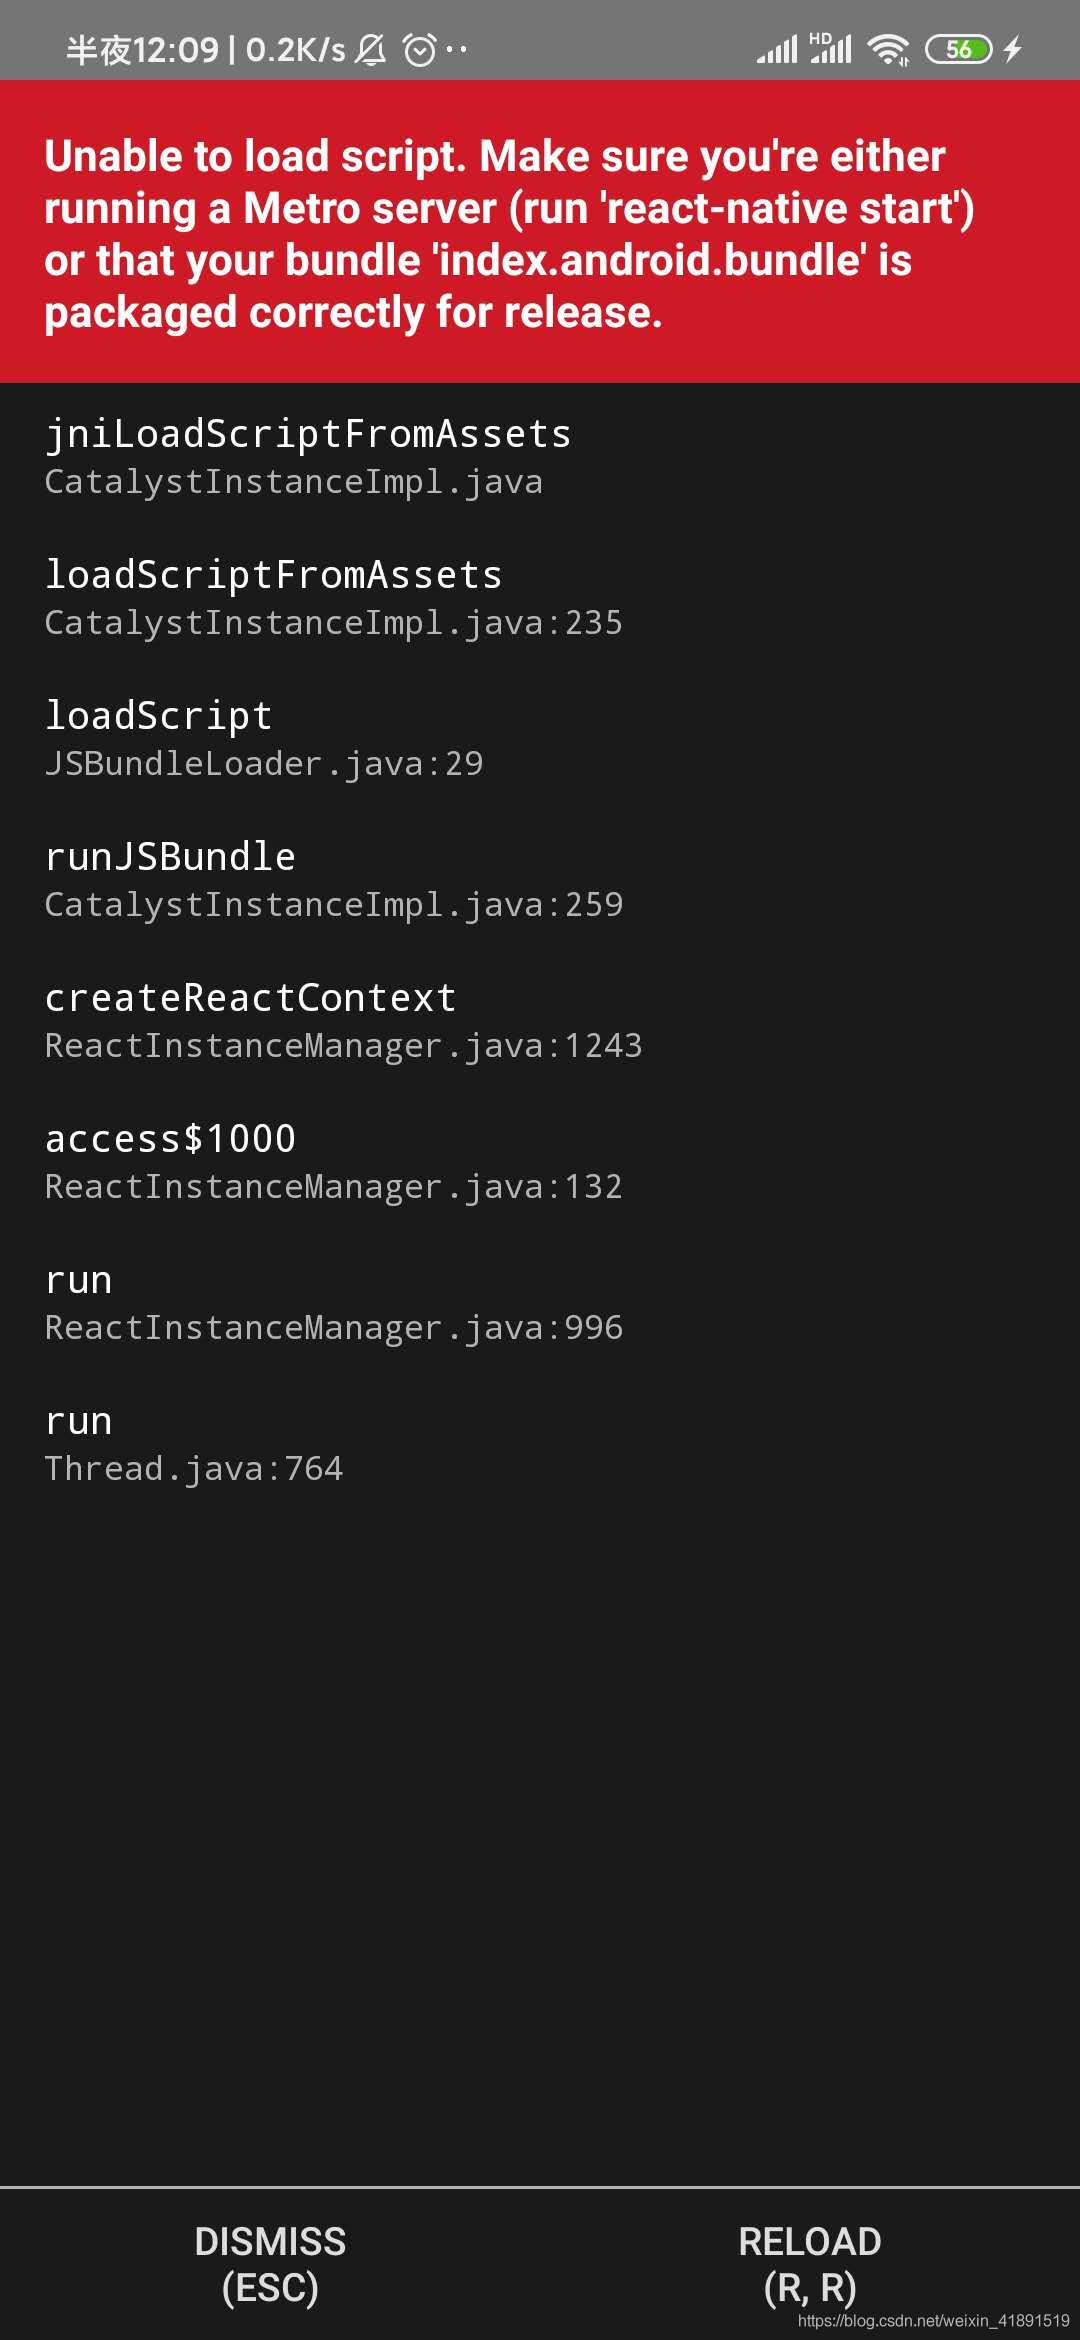 半夜12:09 | 0.2K/s
HD
56
Unable to load script. Make sure you're either
running a Metro server (run 'react-native start')
or that your bundle 'index.android.bundle' is
packaged correctly for release.
jniLoadScriptFromAssets
CatalystInstanceImpl.java
loadScriptFromAssets
CatalystInstanceImpl.java:235
loadScript
JSBundleLoader.java:29
runJSBundle
CatalystInstanceImpl.java:259
createReactContext
ReactInstanceManager.java:1243
access$1000
ReactInstanceManager.java:132
run
ReactInstanceManager.java:996
run
Thread.java:764
DISMISS
(ESC)
RELOAD
(R, R)
https://blog.csdn.net/weixin_41891519